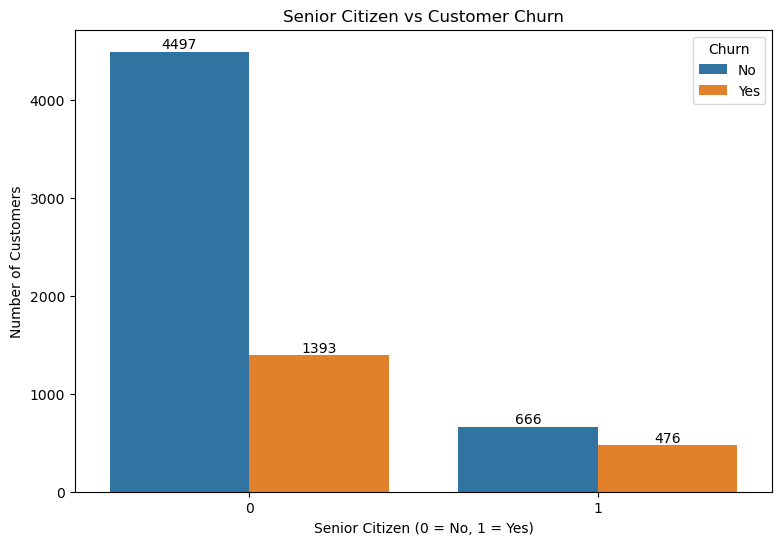 Senior Citizen vs Customer Churn
4497
1393
666
476
Churn
No
Yes
Number of Customers
4000
3000
2000
1000
0
0
1
Senior Citizen (0 = No, 1 = Yes)